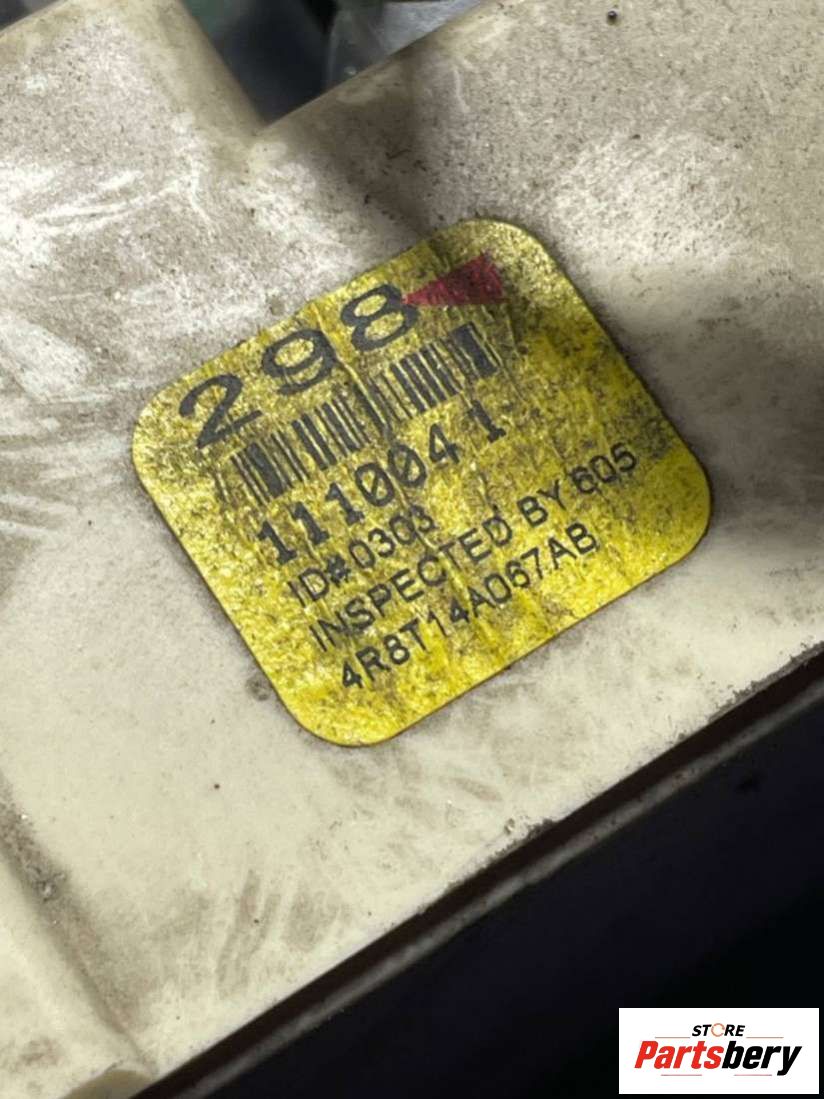 298
1110041
ID#0303
INSPECTED BY 605
4R8T14A067AB
STORE
Partsbery